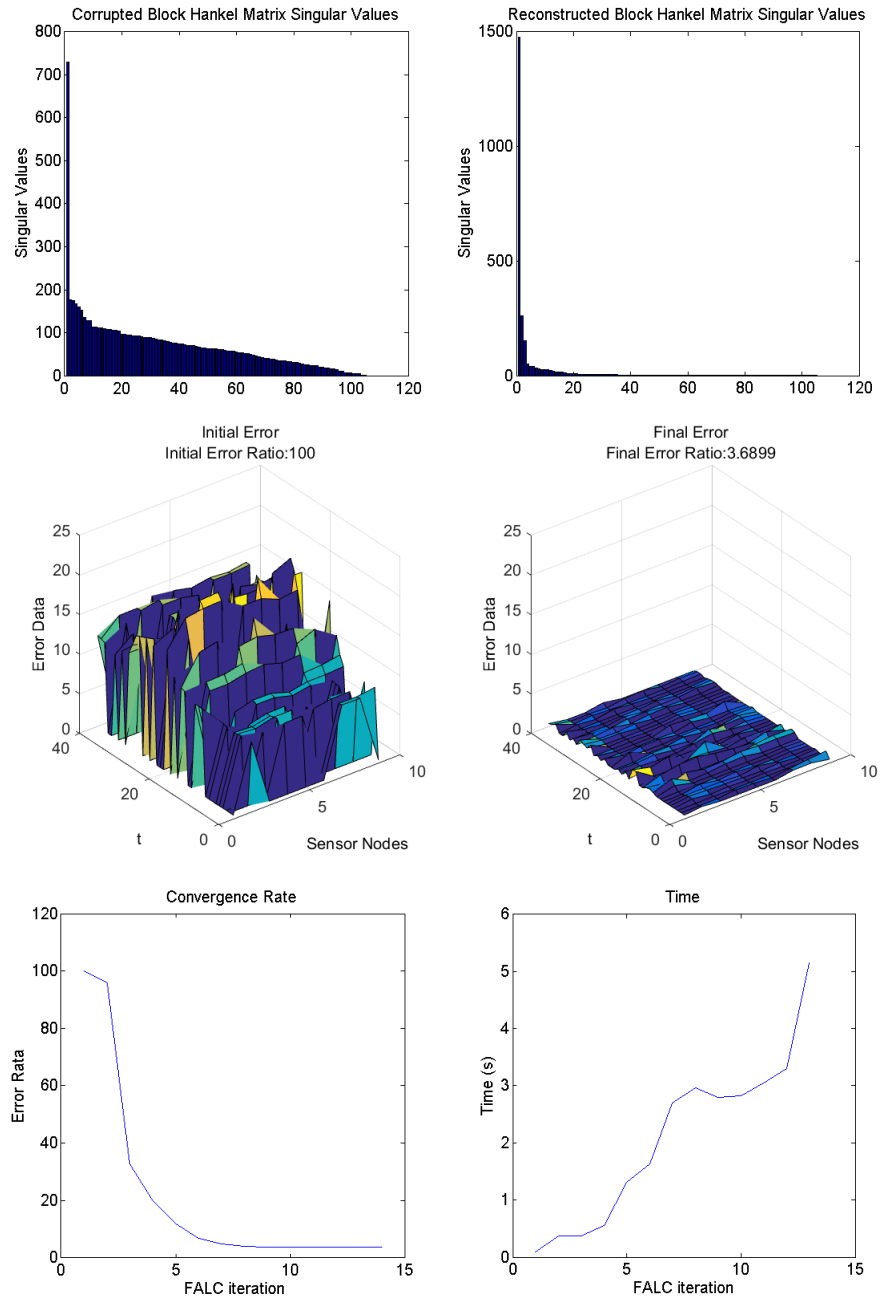 Corrupted Block Hankel Matrix Singular Values
800
700
600
500
400
300
200
100
0
Singular Values
0 20 40 60 80 100 120
Reconstructed Block Hankel Matrix Singular Values
1500
1000
500
0
Singular Values
0 20 40 60 80 100 120
Initial Error
Initial Error Ratio:100
25
20
15
10
5
0
Error Data
40
20
0
t
0
5
10
Sensor Nodes
Final Error
Final Error Ratio:3.6899
25
20
15
10
5
0
Error Data
40
20
0
t
0
5
10
Sensor Nodes
Convergence Rate
120
100
80
60
40
20
0
Error Rata
0 5 10 15
FALC iteration
Time
6
5
4
3
2
1
0
Time (s)
0 5 10 15
FALC iteration